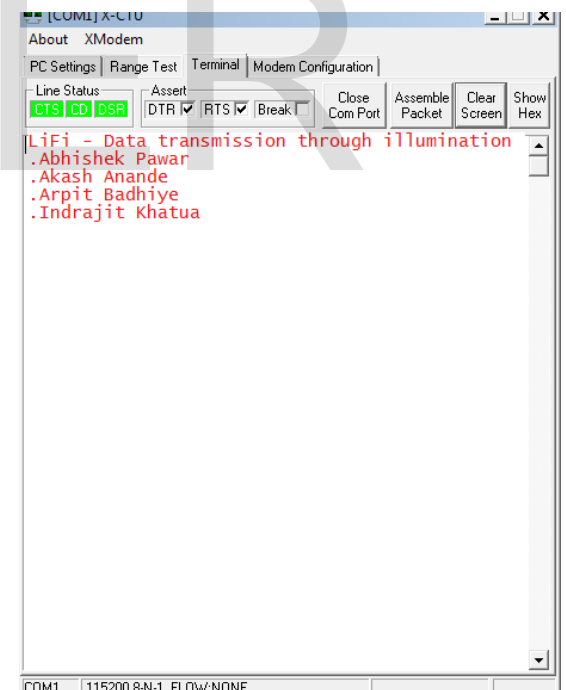 [COM1] X-CTU
About XModem
PC Settings Range Test Terminal Modem Configuration
Line Status Assert
CTS CD DSR DTR RTS Break Close Com Port Assemble Packet Clear Screen Show Hex
LiFi - Data transmission through illumination
.Abhishek Pawar
.Akash Anande
.Arpit Badhiye
.Indrajit Khatua
COM1 115200 8-N-1 FLOW:NONE